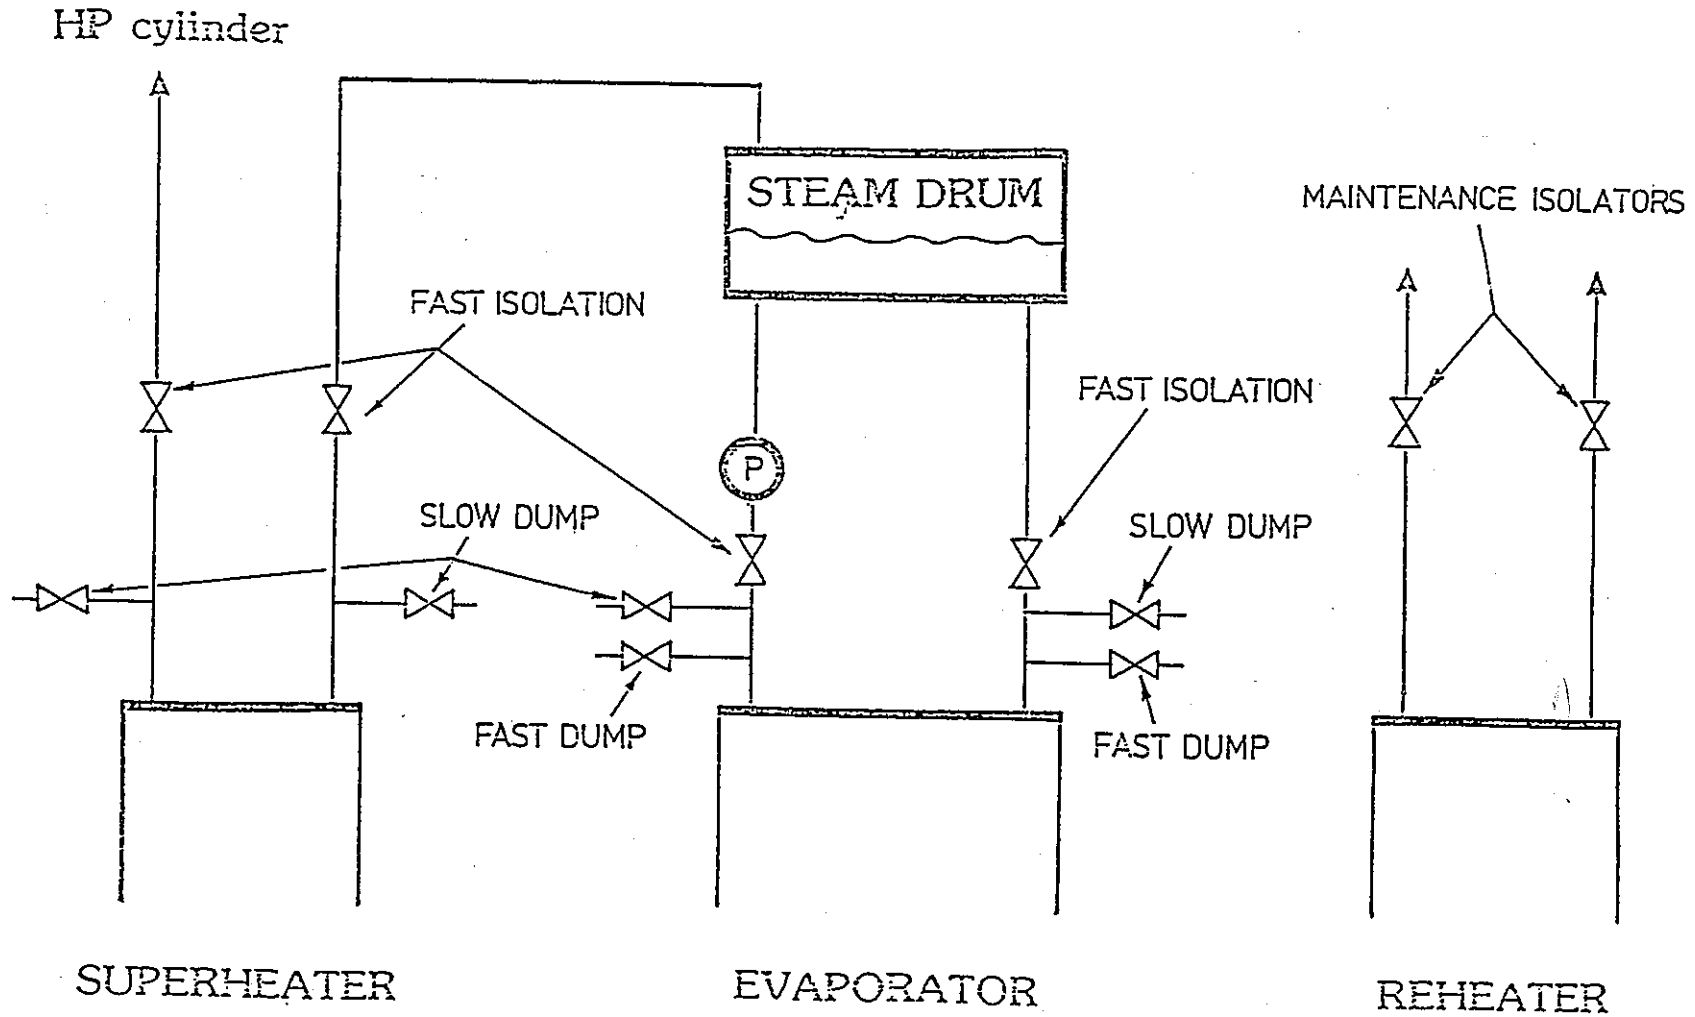 HP cylinder
STEAM DRUM
MAINTENANCE ISOLATORS
FAST ISOLATION
FAST ISOLATION
P
SLOW DUMP
SLOW DUMP
FAST DUMP
FAST DUMP
SUPERHEATER
EVAPORATOR
REHEATER